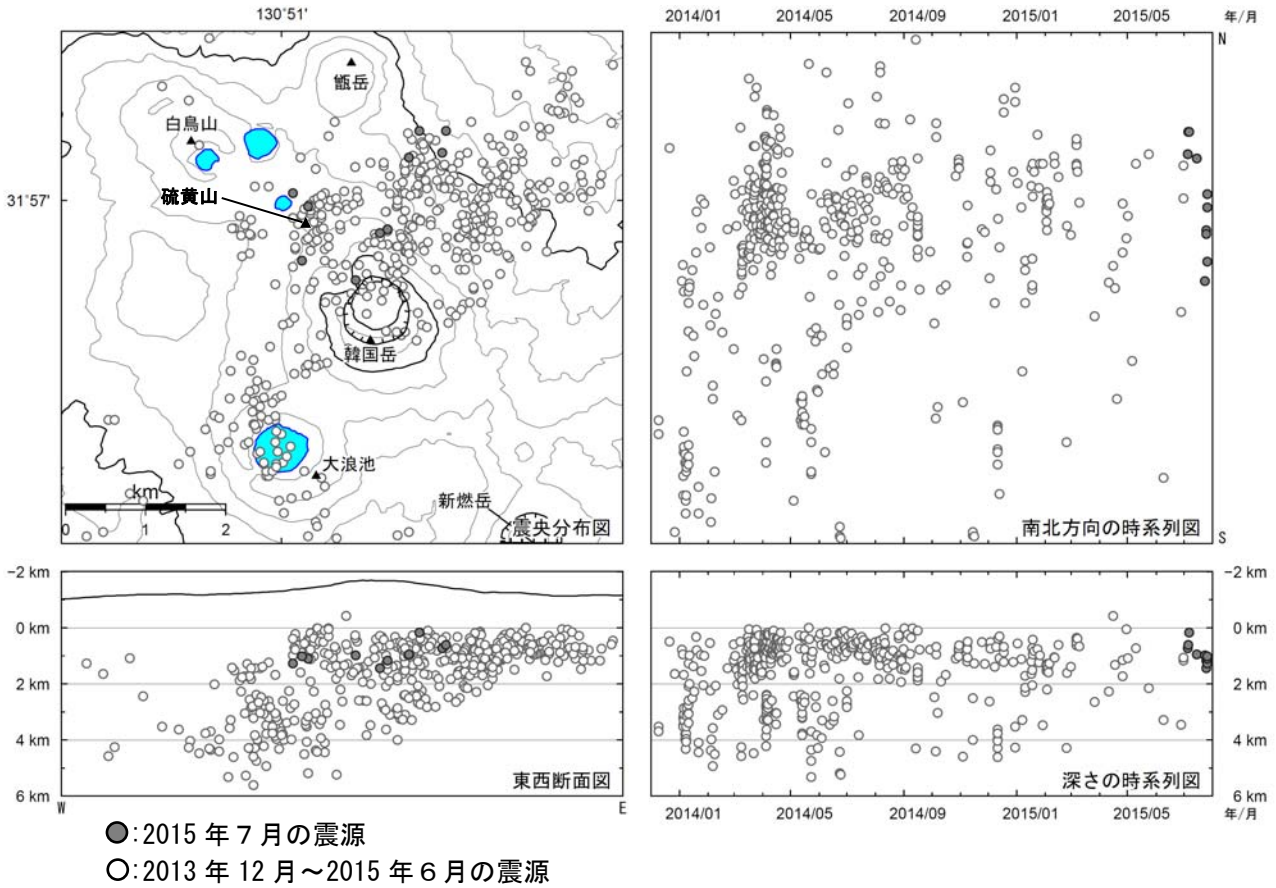 130°51'
31°57'
甑岳
白鳥山
硫黄山
韓国岳
大浪池
新燃岳
km
0 1 2
震央分布図
2014/01 2014/05 2014/09 2015/01 2015/05 年/月
N
S
南北方向の時系列図
-2 km
0 km
2 km
4 km
6 km
W E
東西断面図
-2 km
0 km
2 km
4 km
6 km
深さの時系列図
2014/01 2014/05 2014/09 2015/01 2015/05 年/月
●:2015 年７月の震源
○:2013 年 12 月～2015 年６月の震源